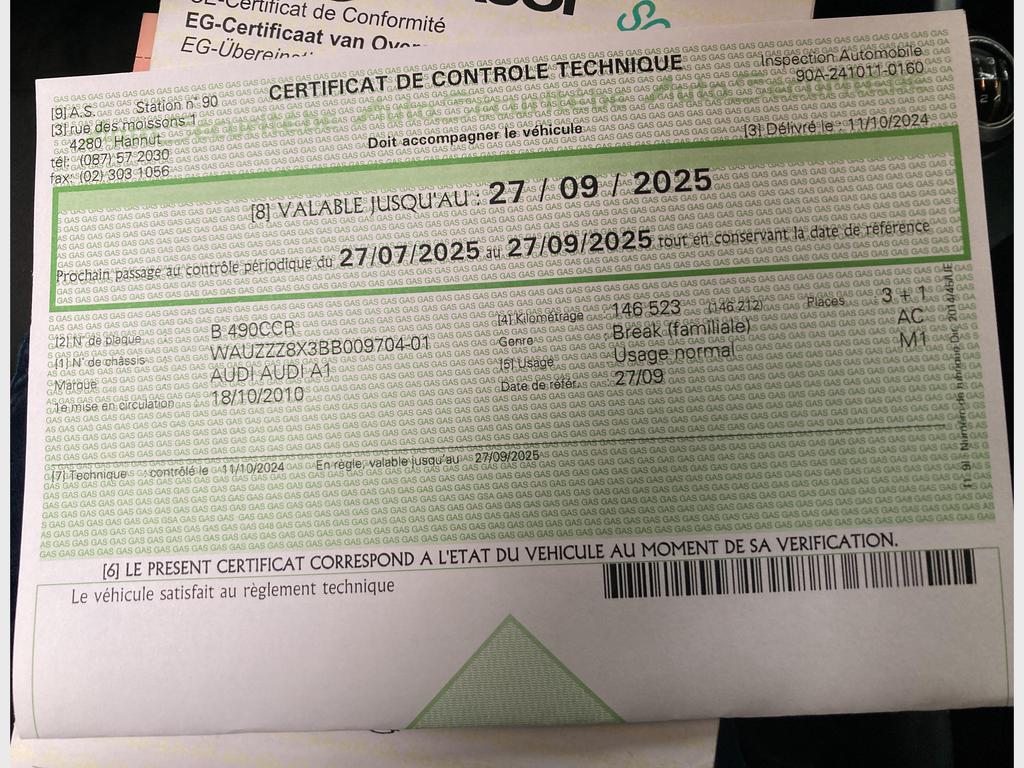 CE-Certificat de Conformité
EG-Certificaat van Over
EG-Übereinsti
CERTIFICAT DE CONTROLE TECHNIQUE
Inspection Automobile
90A-241011-0160
[9] A.S. Station n° 90
[3] rue des moissons 1
4280 Hannut
tél: (087) 57 2030
fax: (02) 303 1056
Doit accompagner le véhicule
[3] Délivré le : 11/10/2024
[8] VALABLE JUSQU'AU : 27 / 09 / 2025
Prochain passage au contrôle périodique du 27/07/2025 au 27/09/2025 tout en conservant la date de référence
[2] N° de plaque B 490CCR
[1] N° de châssis WAUZZZ8X3BB009704-01
Marque AUDI AUDI A1
1e mise en circulation 18/10/2010
[4] Kilométrage 146 523 (146 212) Places 3 + 1
Genre Break (familiale) AC
[5] Usage Usage normal M1
Date de référ. 27/09
[7] Technique contrôlé le 11/10/2024 En règle, valable jusqu'au 27/09/2025
[6] LE PRESENT CERTIFICAT CORRESPOND A L'ETAT DU VEHICULE AU MOMENT DE SA VERIFICATION.
Le véhicule satisfait au règlement technique